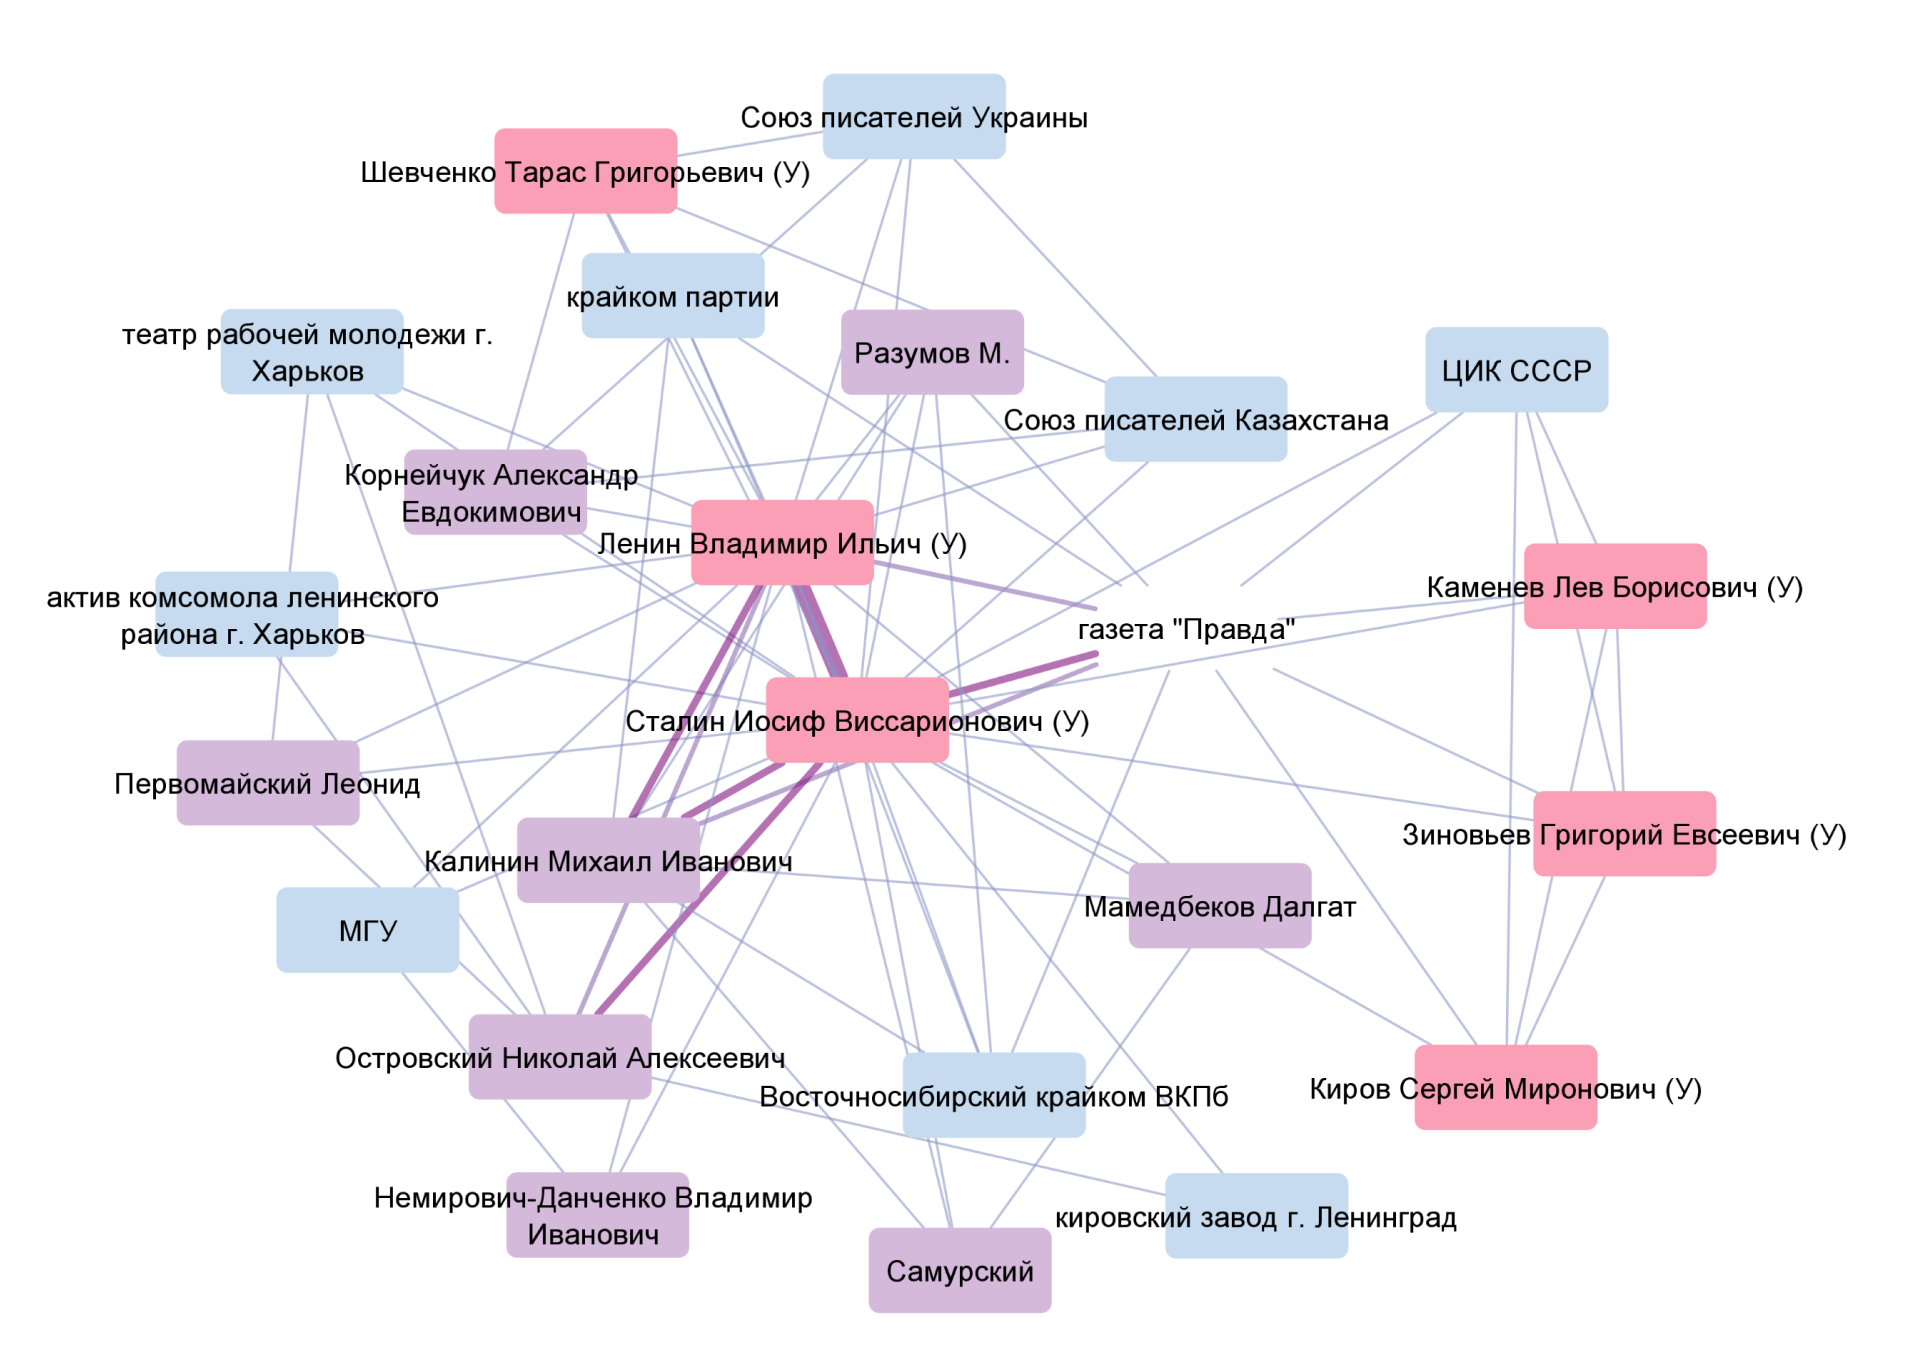 Союз писателей Украины
Шевченко Тарас Григорьевич (У)
крайком партии
театр рабочей молодежи г.
Харьков
Разумов М.
ЦИК СССР
Союз писателей Казахстана
Корнейчук Александр
Евдокимович
Ленин Владимир Ильич (У)
Каменев Лев Борисович (У)
актив комсомола ленинского
района г. Харьков
газета "Правда"
Сталин Иосиф Виссарионович (У)
Первомайский Леонид
Зиновьев Григорий Евсеевич (У)
Калинин Михаил Иванович
Мамедбеков Далгат
МГУ
Островский Николай Алексеевич
Восточносибирский крайком ВКПб
Киров Сергей Миронович (У)
Немирович-Данченко Владимир
Иванович
кировский завод г. Ленинград
Самурский